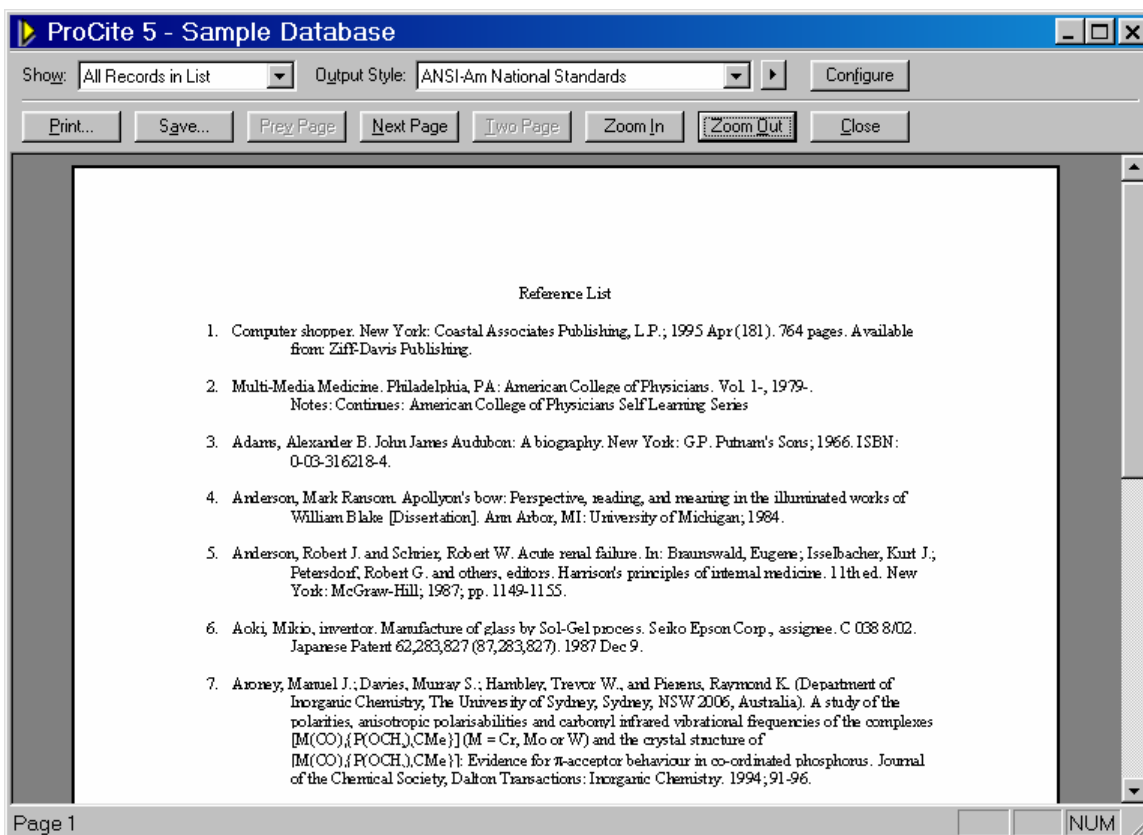 ProCite 5 - Sample Database
Show: All Records in List Output Style: ANSI-Am National Standards Configure
Print... Save... Prev Page Next Page Two Page Zoom In Zoom Out Close
Reference List
1. Computer shopper. New York: Coastal Associates Publishing, L.P.; 1995 Apr (181). 764 pages. Available
from: Ziff-Davis Publishing.
2. Multi-Media Medicine. Philadelphia, PA: American College of Physicians. Vol. 1-, 1979-.
Notes: Continues: American College of Physicians Self Learning Series
3. Adams, Alexander B. John James Audubon: A biography. New York: G.P. Putnam's Sons; 1966. ISBN:
0-03-316218-4.
4. Anderson, Mark Ransom. Apollyon's bow: Perspective, reading, and meaning in the illuminated works of
William Blake [Dissertation]. Ann Arbor, MI: University of Michigan; 1984.
5. Anderson, Robert J. and Schrier, Robert W. Acute renal failure. In: Braunswald, Eugene; Isselbacher, Kurt J.;
Petersdorf, Robert G. and others, editors. Harrison's principles of internal medicine. 11th ed. New
York: McGraw-Hill; 1987; pp. 1149-1155.
6. Aoki, Mikio, inventor. Manufacture of glass by Sol-Gel process. Seiko Epson Corp., assignee. C 038 8/02.
Japanese Patent 62,283,827 (87,283,827). 1987 Dec 9.
7. Aroney, Manuel J.; Davies, Murray S.; Hambley, Trevor W., and Pierens, Raymond K. (Department of
Inorganic Chemistry, The University of Sydney, Sydney, NSW 2006, Australia). A study of the
polarities, anisotropic polarisabilities and carbonyl infrared vibrational frequencies of the complexes
(M = Cr, Mo or W) and the crystal structure of
Evidence for π-acceptor behaviour in co-ordinated phosphorus. Journal
of the Chemical Society, Dalton Transactions: Inorganic Chemistry. 1994; 91-96.
Page 1 NUM